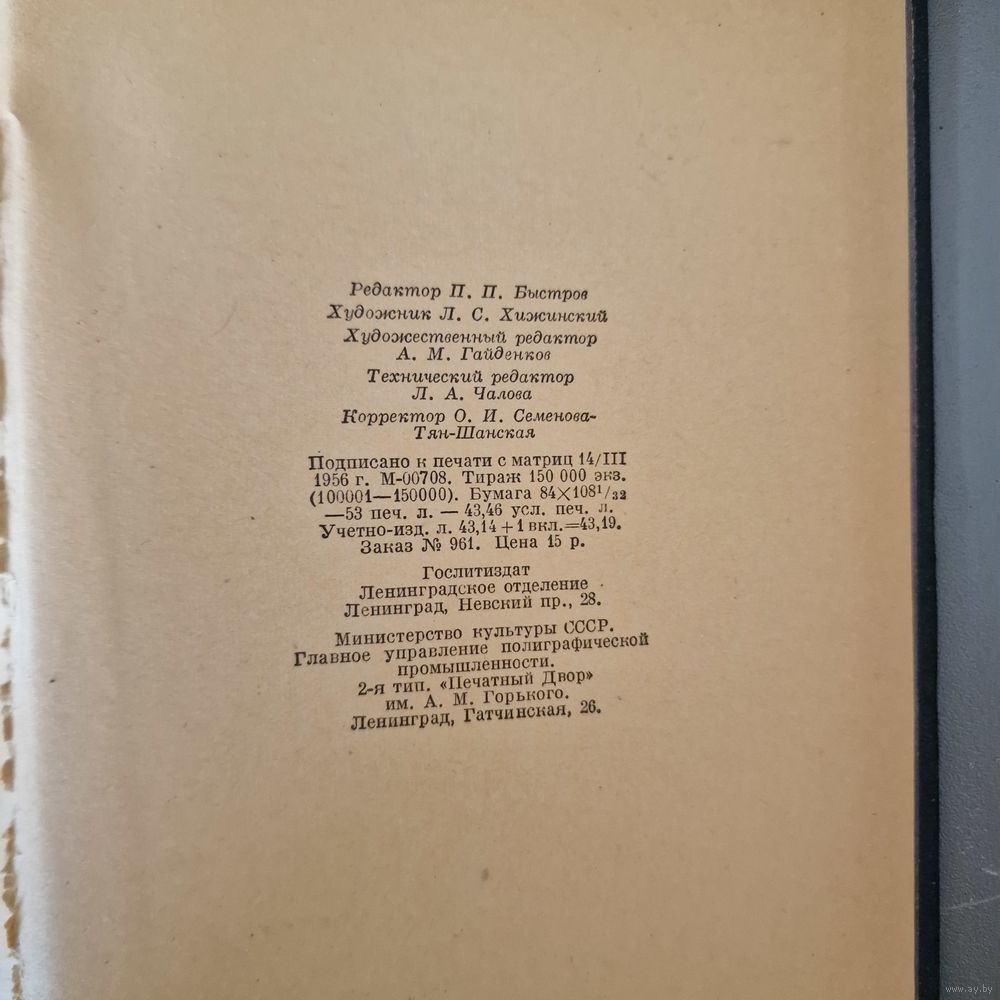 Редактор П. П. Быстров
Художник Л. С. Хижинский
Художественный редактор
А. М. Гайденков
Технический редактор
Л. А. Чалова
Корректор О. И. Семенова-
Тян-Шанская
Подписано к печати с матриц 14/III
1956 г. М-00708. Тираж 150 000 экз.
(100001—150000). Бумага 84×108¹/₃₂
—53 печ. л. — 43,46 усл. печ. л.
Учетно-изд. л. 43,14 + 1 вкл.=43,19.
Заказ № 961. Цена 15 р.
Гослитиздат
Ленинградское отделение
Ленинград, Невский пр., 28.
Министерство культуры СССР.
Главное управление полиграфической
промышленности.
2-я тип. «Печатный Двор»
им. А. М. Горького.
Ленинград, Гатчинская, 26.
www.ay.by